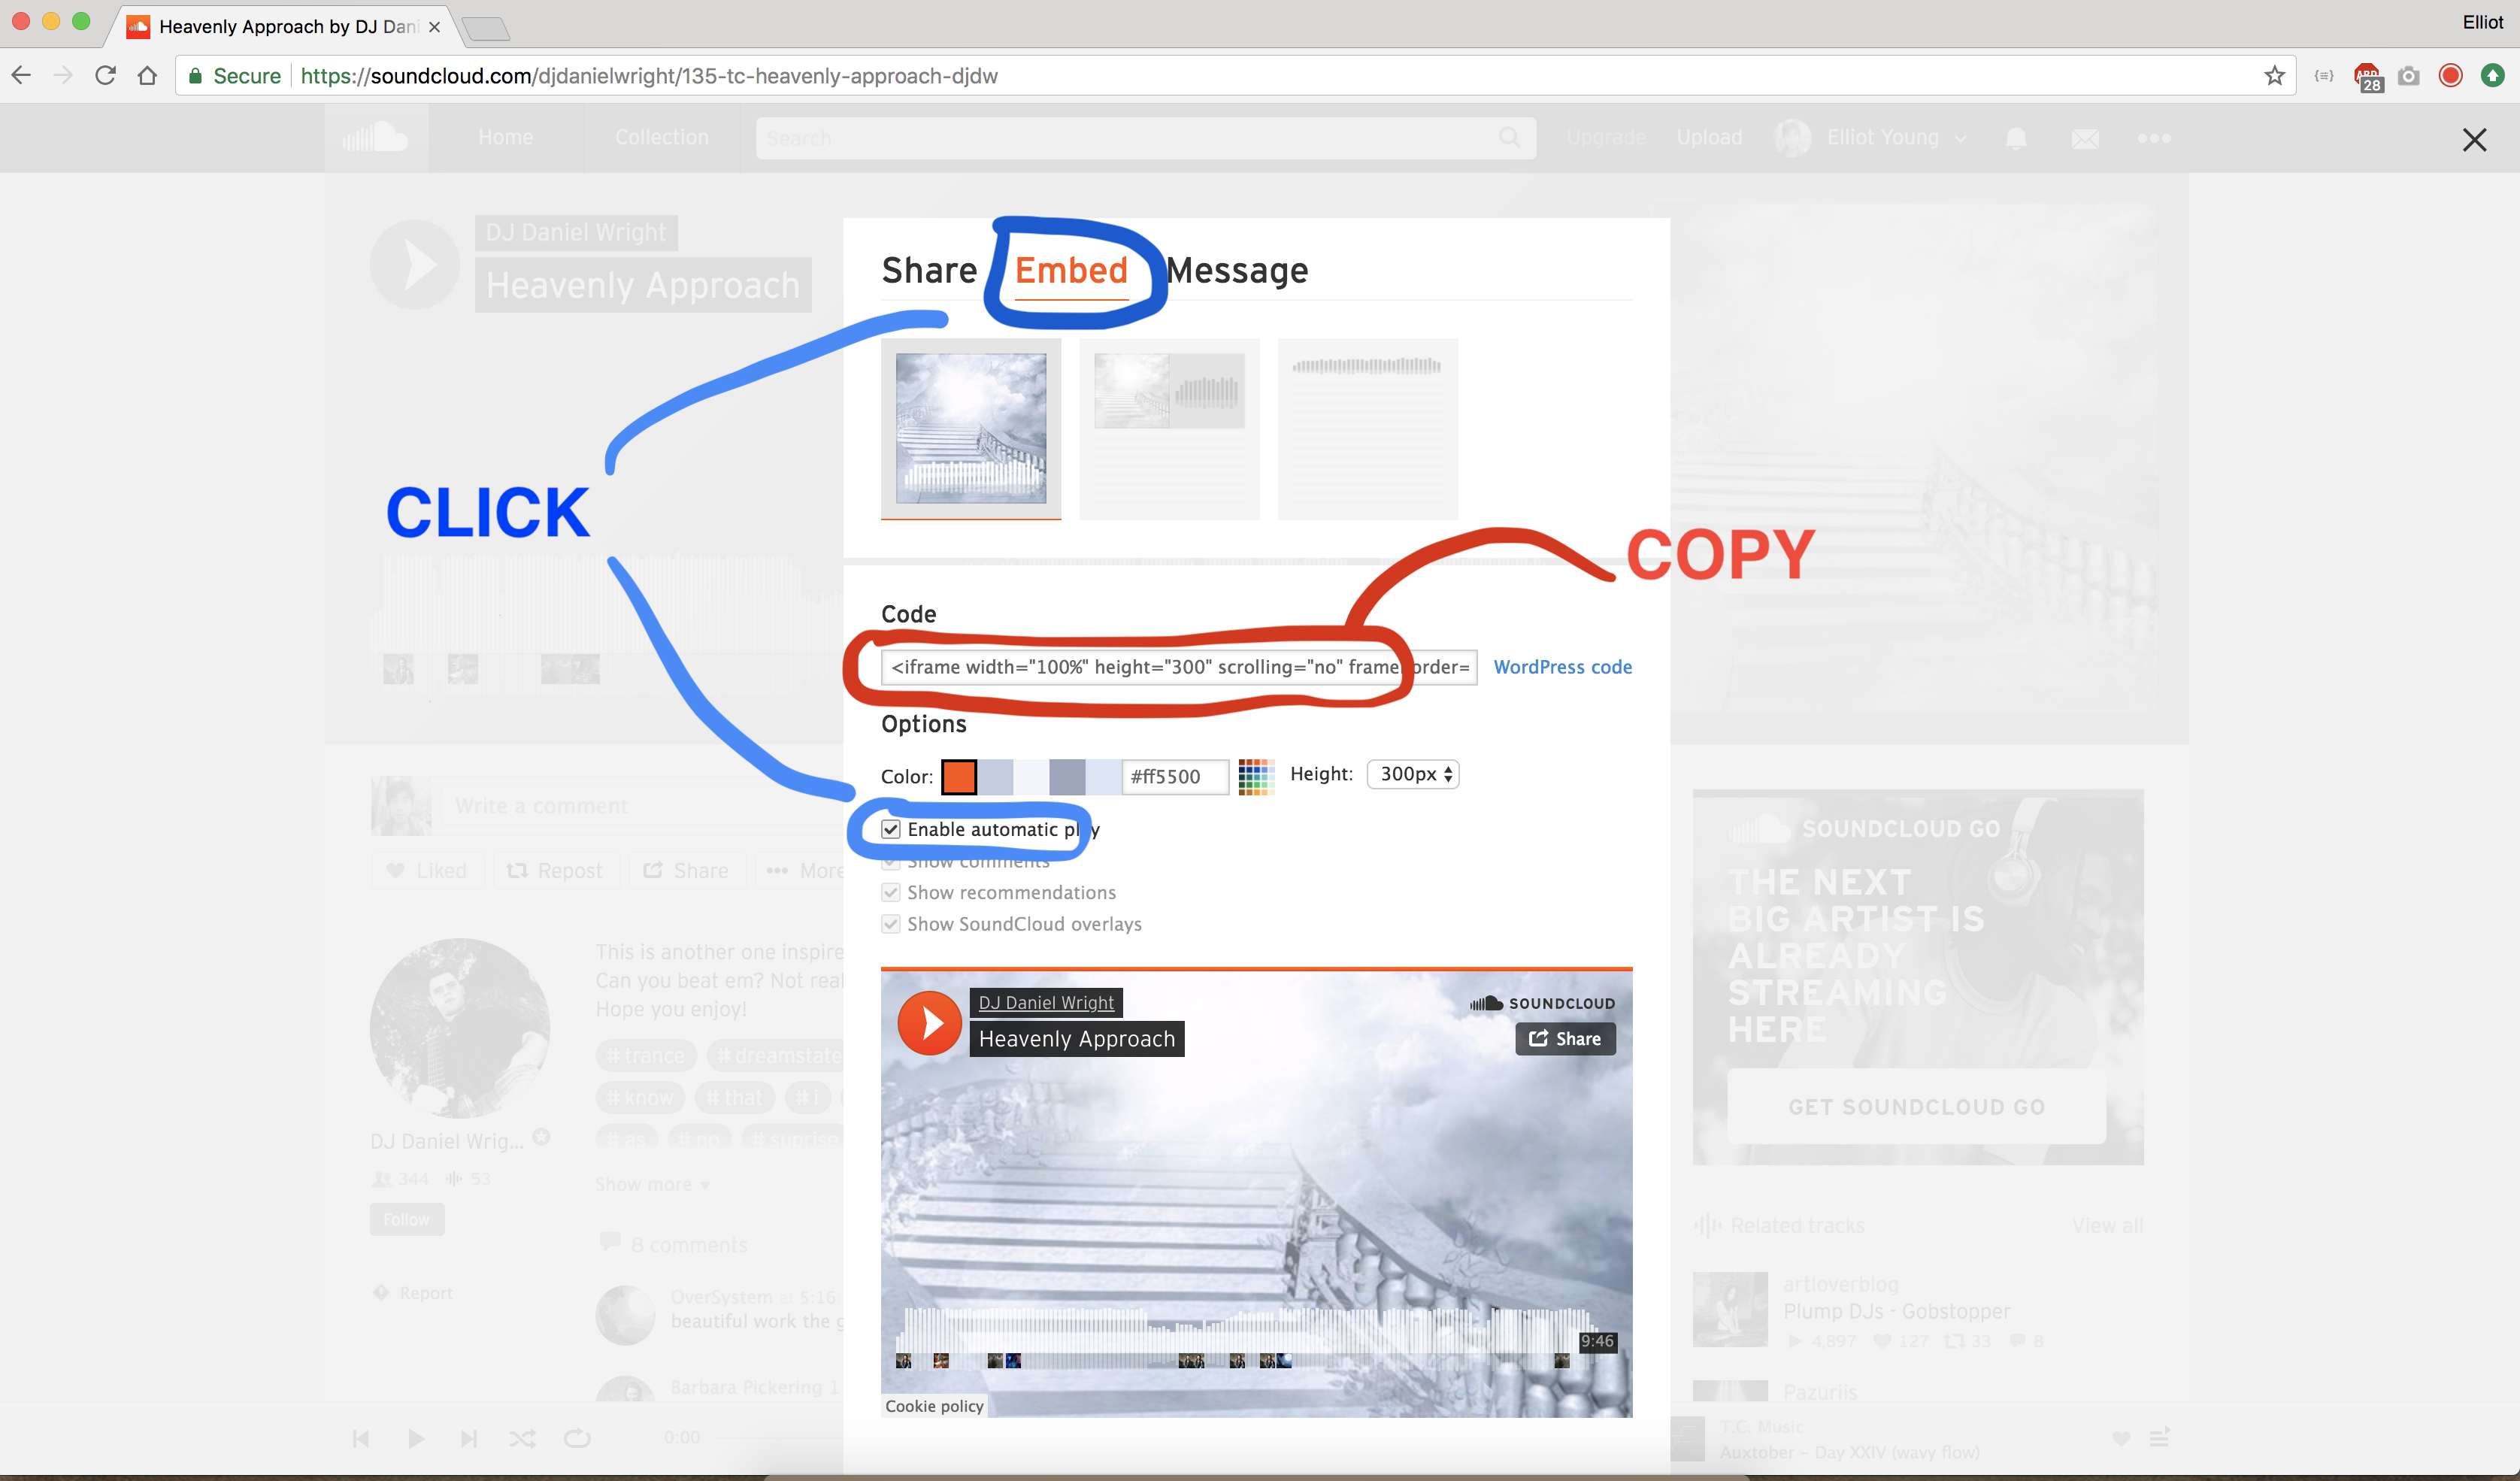 Heavenly Approach by DJ Dani
Elliot
Secure
https://soundcloud.com/djdanielwright/135-tc-heavenly-approach-djdw
28
Home
Collection
Search
Upgrade
Upload
Elliot Young
DJ Daniel Wright
Heavenly Approach
Share
Embed
Message
CLICK
COPY
Code
<iframe width="100%" height="300" scrolling="no" frame order=
WordPress code
Options
Color:
#ff5500
Height:
300px
Enable automatic play
Show comments
Show recommendations
Show SoundCloud overlays
Write a comment
Liked
Repost
Share
More
This is another one inspire
Can you beat em? Not real
Hope you enjoy!
# trance
# dreamstate
# know
# that
# i
# as
# no
# suprise
DJ Daniel Wrig...
344
53
Follow
Show more
8 comments
Report
OverSystem at 5:16
beautiful work the g
Barbara Pickering 1
DJ Daniel Wright
Heavenly Approach
SOUNDCLOUD
Share
9:46
Cookie policy
SOUNDCLOUD GO
THE NEXT
BIG ARTIST IS
ALREADY
STREAMING
HERE
GET SOUNDCLOUD GO
Related tracks
View all
artloverblog
Plump DJs - Gobstopper
4,897
127
33
8
0:00
T.C. Music
Auxtober - Day XXIV (wavy flow)